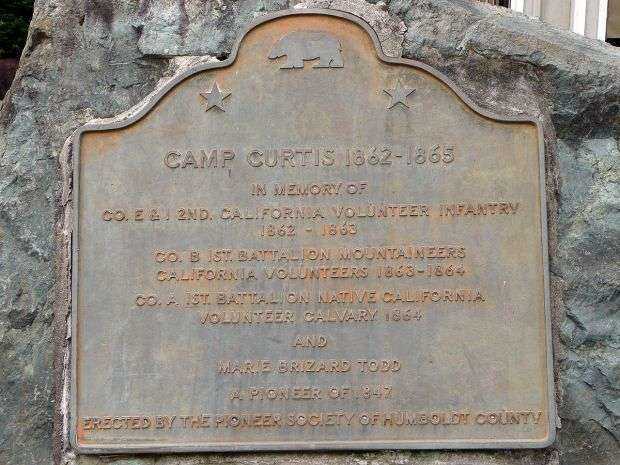 CAMP CURTIS 1862-1865
IN MEMORY OF
CO. E & I 2ND. CALIFORNIA VOLUNTEER INFANTRY
1862 - 1863
CO. B 1ST. BATTALION MOUNTAINEERS
CALIFORNIA VOLUNTEERS 1863-1864
CO. A 1ST. BATTALION NATIVE CALIFORNIA
VOLUNTEER CALVARY 1864
AND
MARIE BRIZARD TODD
A PIONEER OF 1847
ERECTED BY THE PIONEER SOCIETY OF HUMBOLDT COUNTY